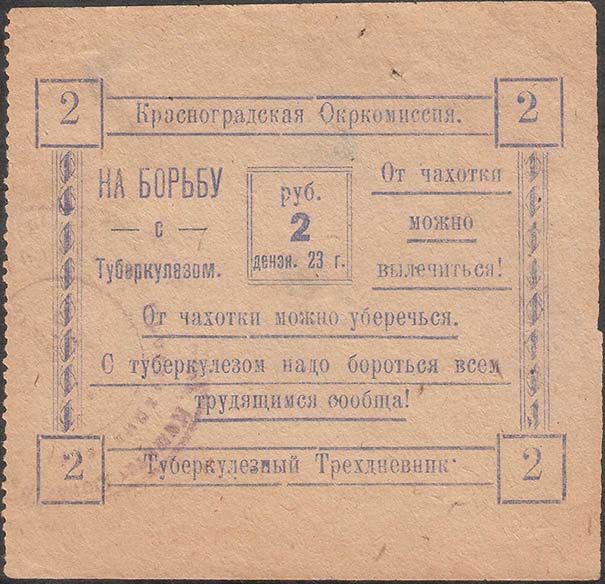 2
Красноградская Окркомиссия.
2
НА БОРЬБУ
— с —
Туберкулезом.
руб.
2
дензн. 23 г.
От чахотки
можно
вылечиться!
От чахотки можно уберечься.
С туберкулезом надо бороться всем
трудящимся сообща!
2
Туберкулезный Трехдневник.
2